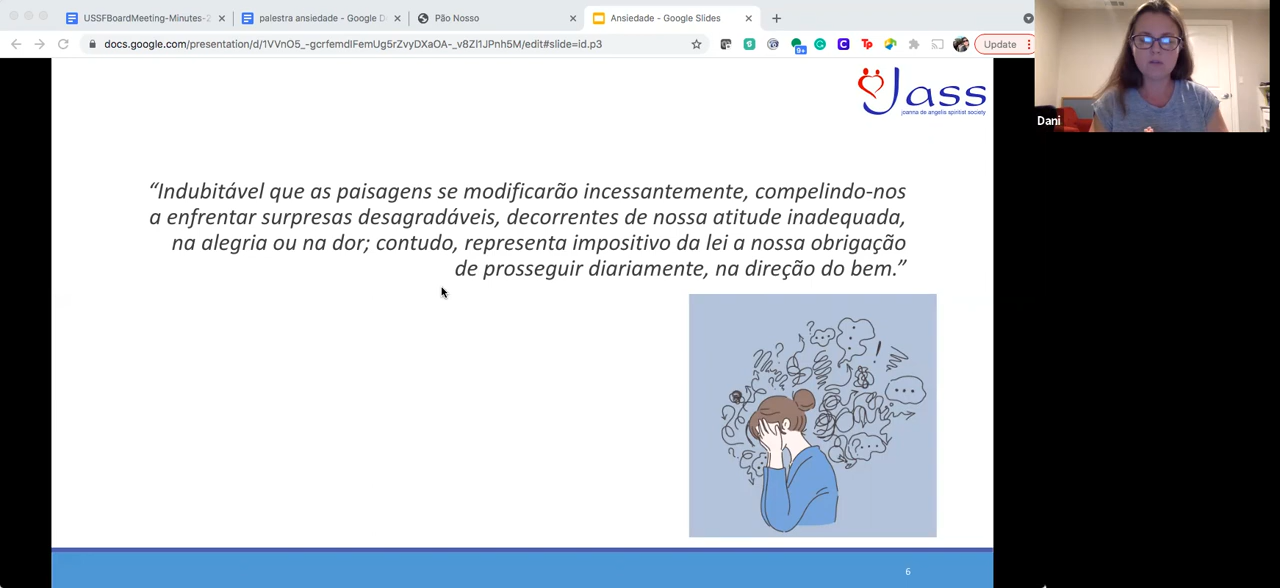 USSFBoardMeeting-Minutes-2
palestra ansiedade - Google D
Pão Nosso
Ansiedade - Google Slides
docs.google.com/presentation/d/1VVnO5_-gcrfemdIFemUg5rZvyDXaOA-_v8ZI1JPnh5M/edit#slide=id.p3
9+
Tp
Update
Jass
joanna de angelis spiritist society
“Indubitável que as paisagens se modificarão incessantemente, compelindo-nos
a enfrentar surpresas desagradáveis, decorrentes de nossa atitude inadequada,
na alegria ou na dor; contudo, representa impositivo da lei a nossa obrigação
de prosseguir diariamente, na direção do bem.”
6
Dani